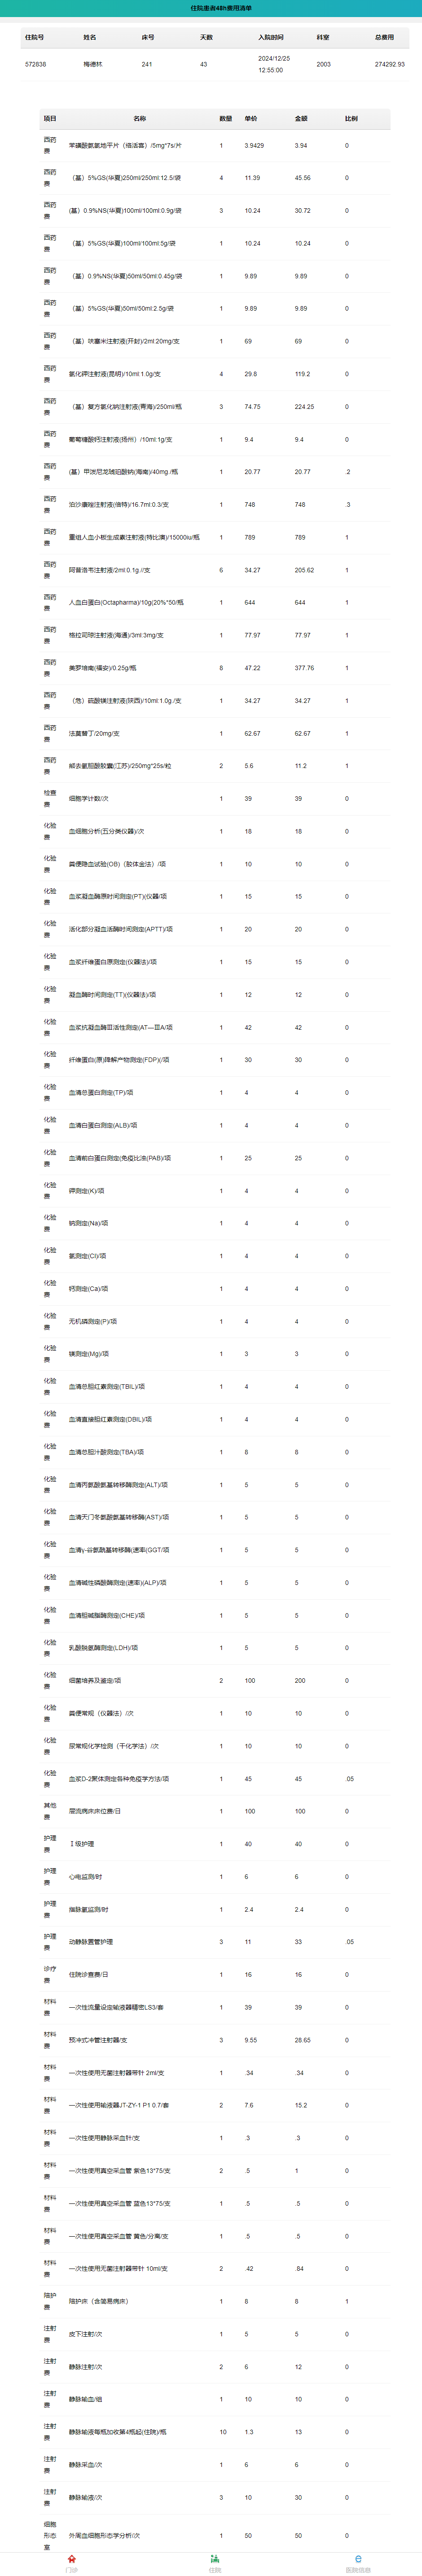 住院患者48h费用清单
住院号 姓名 床号 天数 入院时间 科室 总费用
572838 梅德林 241 43 2024/12/25 12:55:00 2003 274292.93
项目 名称 数量 单价 金额 比例
西药费 苯磺酸氨氯地平片（络活喜）/5mg*7s/片 1 3.9429 3.94 0
西药费 （基）5%GS(华夏)250ml/250ml:12.5/袋 4 11.39 45.56 0
西药费 (基）0.9%NS(华夏)100ml/100ml:0.9g/袋 3 10.24 30.72 0
西药费 （基）5%GS(华夏)100ml/100ml:5g/袋 1 10.24 10.24 0
西药费 （基）0.9%NS(华夏)50ml/50ml:0.45g/袋 1 9.89 9.89 0
西药费 （基）5%GS(华夏)50ml/50ml:2.5g/袋 1 9.89 9.89 0
西药费 （基）呋塞米注射液(开封)/2ml:20mg/支 1 69 69 0
西药费 氯化钾注射液(昆明)/10ml:1.0g/支 4 29.8 119.2 0
西药费 （基）复方氯化钠注射液(青海)/250ml/瓶 3 74.75 224.25 0
西药费 葡萄糖酸钙注射液(扬州）/10ml:1g/支 1 9.4 9.4 0
西药费 (基）甲泼尼龙琥珀酸钠(海南)/40mg /瓶 1 20.77 20.77 .2
西药费 泊沙康唑注射液(倍特)/16.7ml:0.3/支 1 748 748 .3
西药费 重组人血小板生成素注射液(特比澳)/15000iu/瓶 1 789 789 1
西药费 阿昔洛韦注射液/2ml:0.1g //支 6 34.27 205.62 1
西药费 人血白蛋白(Octapharma)/10g(20%*50/瓶 1 644 644 1
西药费 格拉司琼注射液(海通)/3ml:3mg/支 1 77.97 77.97 1
西药费 美罗培南(福安)/0.25g/瓶 8 47.22 377.76 1
西药费 （危）硫酸镁注射液(陕西)/10ml:1.0g /支 1 34.27 34.27 1
西药费 法莫替丁/20mg/支 1 62.67 62.67 1
西药费 熊去氧胆酸胶囊(江苏)/250mg*25s/粒 2 5.6 11.2 1
检查费 细胞学计数/次 1 39 39 0
化验费 血细胞分析(五分类仪器)/次 1 18 18 0
化验费 粪便隐血试验(OB)（胶体金法）/项 1 10 10 0
化验费 血浆凝血酶原时间测定(PT)(仪器/项 1 15 15 0
化验费 活化部分凝血活酶时间测定(APTT)/项 1 20 20 0
化验费 血浆纤维蛋白原测定(仪器法)/项 1 15 15 0
化验费 凝血酶时间测定(TT)(仪器法)/项 1 12 12 0
化验费 血浆抗凝血酶Ⅲ活性测定(AT—ⅢA/项 1 42 42 0
化验费 纤维蛋白(原)降解产物测定(FDP)(/项 1 30 30 0
化验费 血清总蛋白测定(TP)/项 1 4 4 0
化验费 血清白蛋白测定(ALB)/项 1 4 4 0
化验费 血清前白蛋白测定(免疫比浊(PAB)/项 1 25 25 0
化验费 钾测定(K)/项 1 4 4 0
化验费 钠测定(Na)/项 1 4 4 0
化验费 氯测定(Cl)/项 1 4 4 0
化验费 钙测定(Ca)/项 1 4 4 0
化验费 无机磷测定(P)/项 1 4 4 0
化验费 镁测定(Mg)/项 1 3 3 0
化验费 血清总胆红素测定(TBIL)/项 1 4 4 0
化验费 血清直接胆红素测定(DBIL)/项 1 4 4 0
化验费 血清总胆汁酸测定(TBA)/项 1 8 8 0
化验费 血清丙氨酸氨基转移酶测定(ALT)/项 1 5 5 0
化验费 血清天门冬氨酸氨基转移酶(AST)/项 1 5 5 0
化验费 血清γ-谷氨酰基转移酶(速率(GGT/项 1 5 5 0
化验费 血清碱性磷酸酶测定(速率)(ALP)/项 1 5 5 0
化验费 血清胆碱酯酶测定(CHE)/项 1 5 5 0
化验费 乳酸脱氢酶测定(LDH)/项 1 5 5 0
化验费 细菌培养及鉴定/项 2 100 200 0
化验费 粪便常规（仪器法）/次 1 10 10 0
化验费 尿常规化学检测（干化学法）/次 1 10 10 0
化验费 血浆D-2聚体测定各种免疫学方法/项 1 45 45 .05
其他费 层流病床床位费/日 1 100 100 0
护理费 Ⅰ级护理 1 40 40 0
护理费 心电监测/时 1 6 6 0
护理费 指脉氧监测/时 1 2.4 2.4 0
护理费 动静脉置管护理 3 11 33 .05
诊疗费 住院诊查费/日 1 16 16 0
材料费 一次性流量设定输液器精密LS3/套 1 39 39 0
材料费 预冲式冲管注射器/支 3 9.55 28.65 0
材料费 一次性使用无菌注射器带针 2ml/支 1 .34 .34 0
材料费 一次性使用输液器JT-ZY-1 P1 0.7/套 2 7.6 15.2 0
材料费 一次性使用静脉采血针/支 1 .3 .3 0
材料费 一次性使用真空采血管 紫色13*75/支 2 .5 1 0
材料费 一次性使用真空采血管 蓝色13*75/支 1 .5 .5 0
材料费 一次性使用真空采血管 黄色/分离/支 1 .5 .5 0
材料费 一次性使用无菌注射器带针 10ml/支 2 .42 .84 0
陪护费 陪护床（含简易病床） 1 8 8 1
注射费 皮下注射/次 1 5 5 0
注射费 静脉注射/次 2 6 12 0
注射费 静脉输血/组 1 10 10 0
注射费 静脉输液每瓶加收第4瓶起(住院)/瓶 10 1.3 13 0
注射费 静脉采血/次 1 6 6 0
注射费 静脉输液/次 3 10 30 0
细胞形态室 外周血细胞形态学分析/次 1 50 50 0
门诊 住院 医院信息